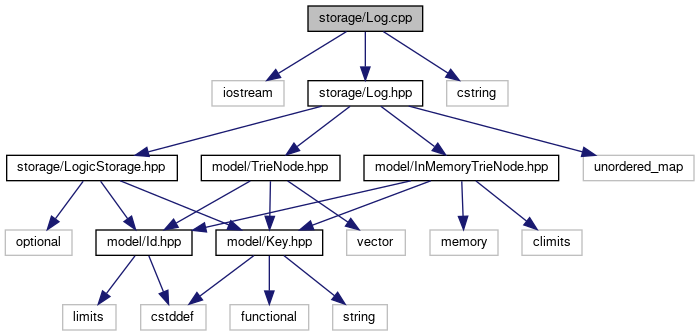 storage/Log.cpp
iostream
storage/Log.hpp
cstring
storage/LogicStorage.hpp
model/TrieNode.hpp
model/InMemoryTrieNode.hpp
unordered_map
optional
model/Id.hpp
model/Key.hpp
vector
memory
climits
limits
cstddef
functional
string